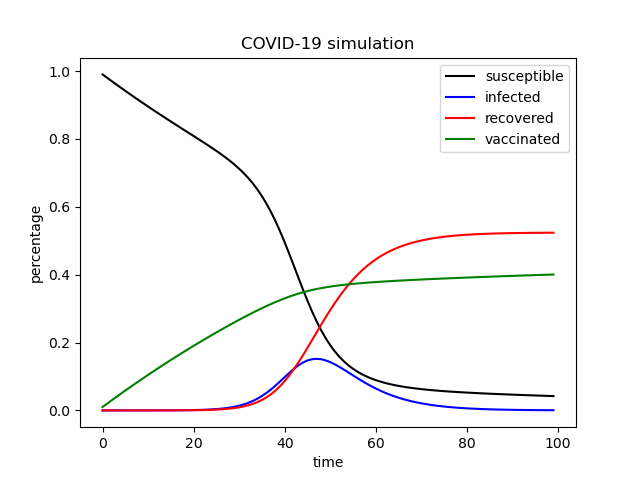 COVID-19 simulation
susceptible
infected
recovered
vaccinated
percentage
1.0
0.8
0.6
0.4
0.2
0.0
0 20 40 60 80 100
time